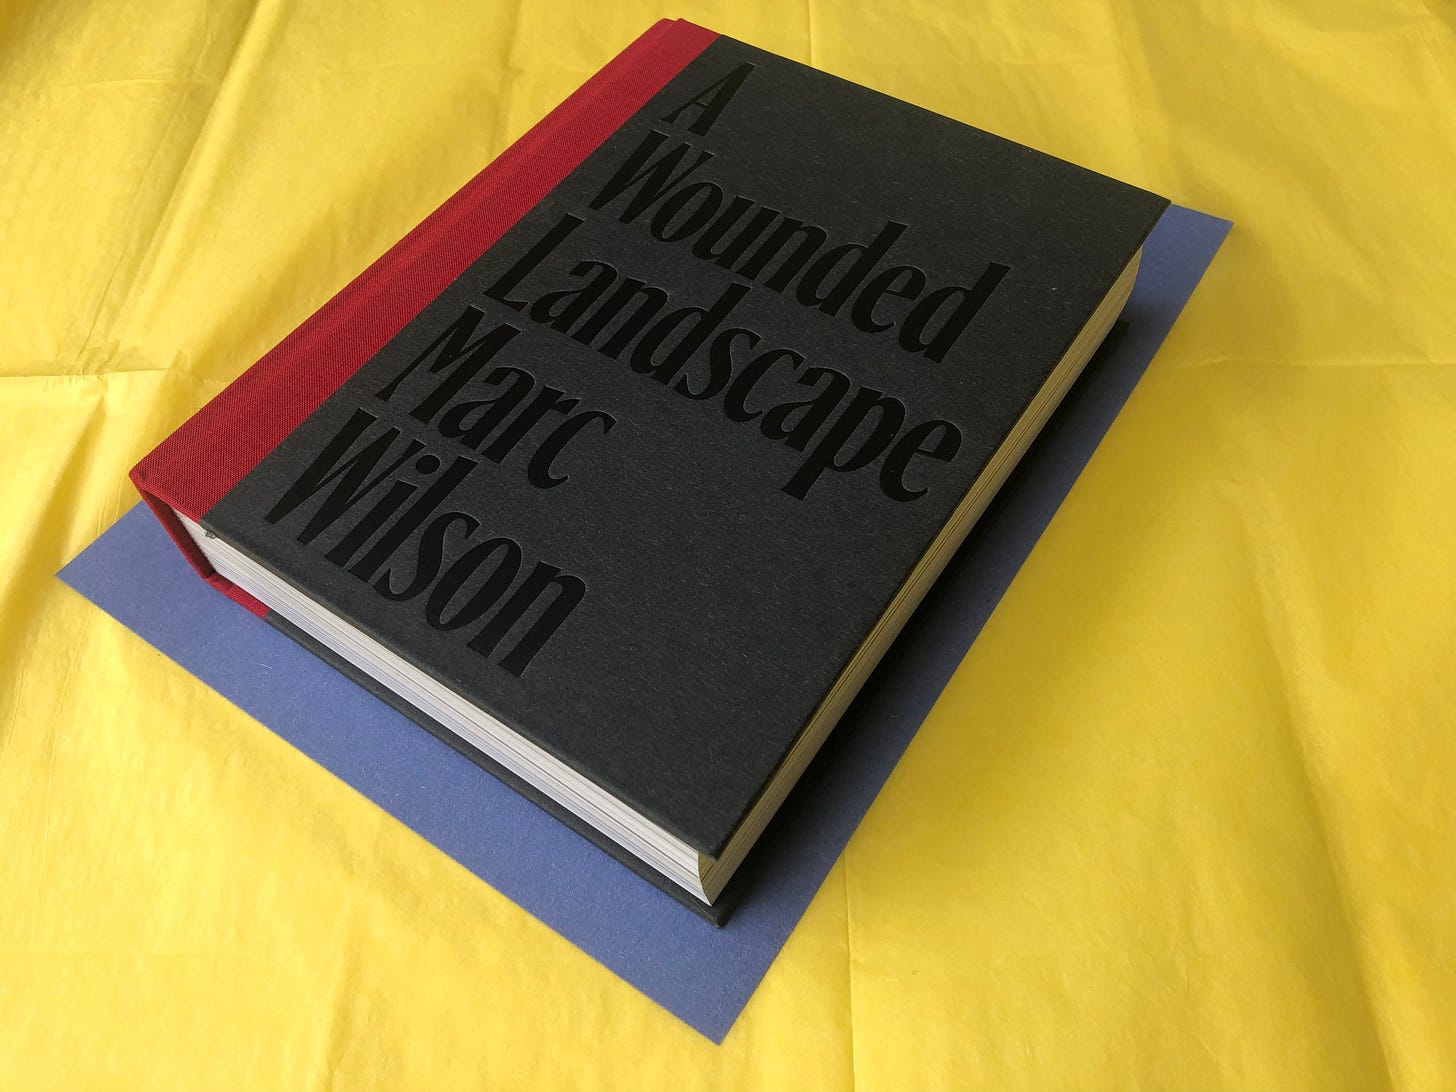 A
Wounded
Landscape
Marc
Wilson